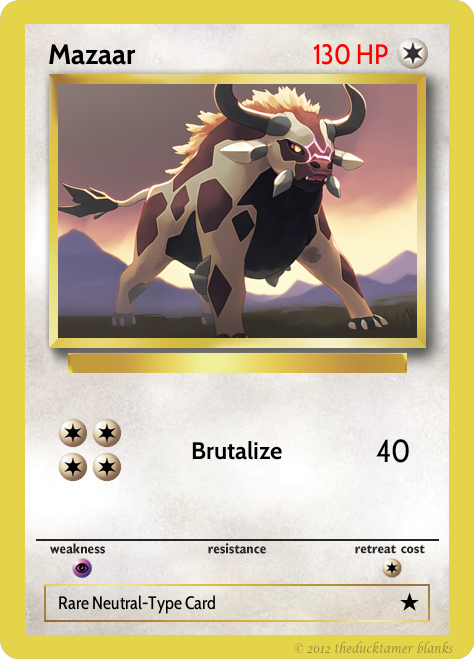 Mazaar 130 HP
Brutalize 40
weakness resistance retreat cost
Rare Neutral-Type Card ★
© 2012 theducktamer blanks